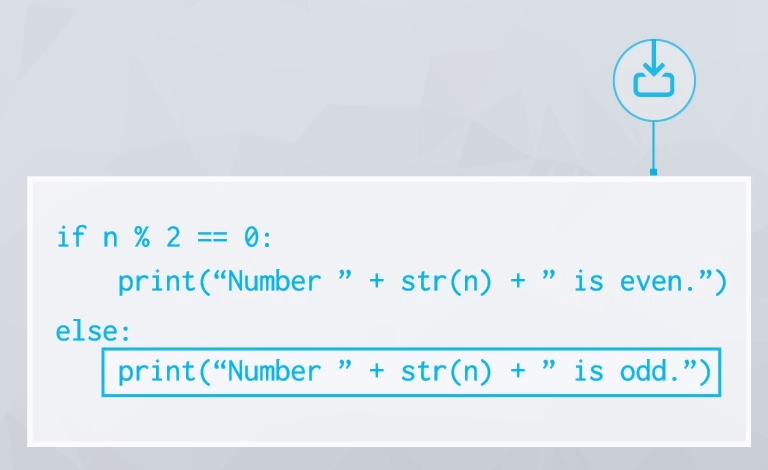 if n % 2 == 0:
    print(“Number ” + str(n) + ” is even.”)
else:
    print(“Number ” + str(n) + ” is odd.”)